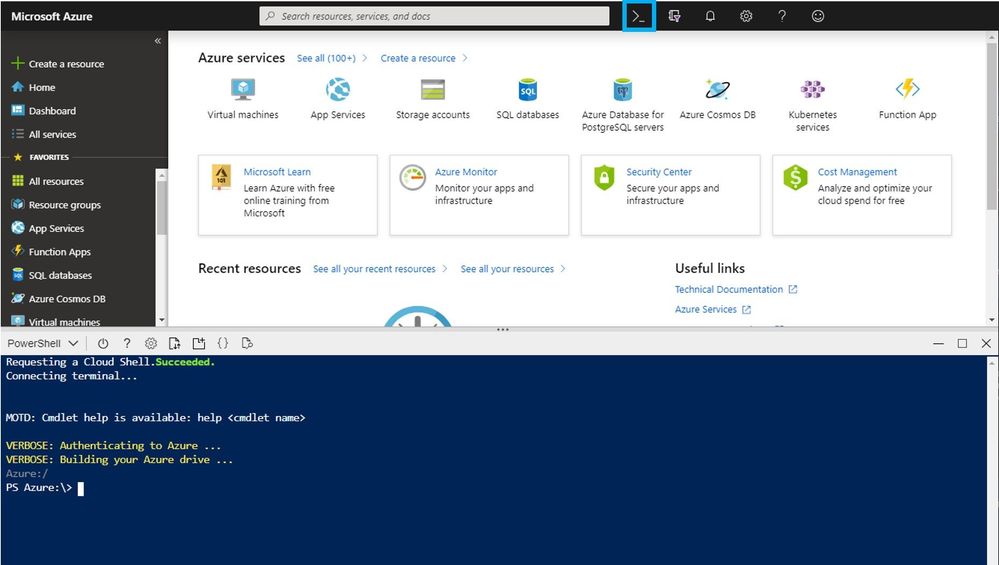 Microsoft Azure
Search resources, services, and docs
>_
?
«
Create a resource
Home
Dashboard
All services
FAVORITES
All resources
Resource groups
App Services
Function Apps
SQL databases
Azure Cosmos DB
Virtual machines
Azure services See all (100+) > Create a resource >
SQL
Virtual machines App Services Storage accounts SQL databases Azure Database for PostgreSQL servers Azure Cosmos DB Kubernetes services Function App
101
Microsoft Learn
Learn Azure with free
online training from
Microsoft
Azure Monitor
Monitor your apps and
infrastructure
Security Center
Secure your apps and
infrastructure
$
Cost Management
Analyze and optimize your
cloud spend for free
Recent resources See all your recent resources > See all your resources >
Useful links
Technical Documentation
Azure Services
PowerShell ? {}
Requesting a Cloud Shell.Succeeded.
Connecting terminal...
MOTD: Cmdlet help is available: help <cmdlet name>
VERBOSE: Authenticating to Azure ...
VERBOSE: Building your Azure drive ...
Azure:/
PS Azure:\>